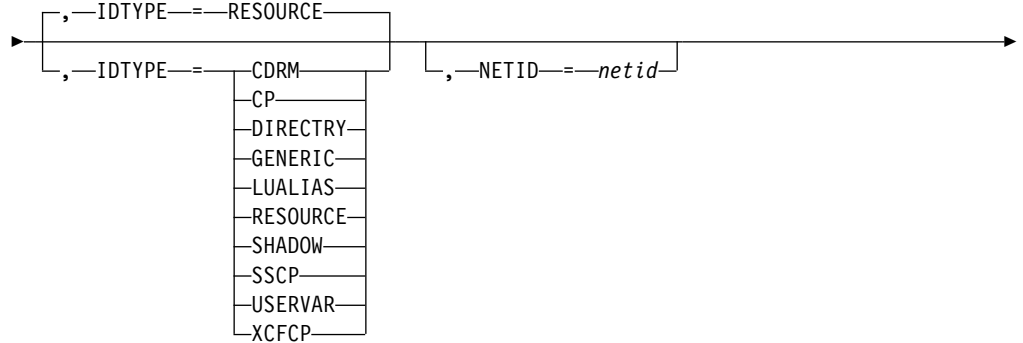 , IDTYPE = RESOURCE
, IDTYPE = CDRM , NETID = netid
CP
DIRECTRY
GENERIC
LUALIAS
RESOURCE
SHADOW
SSCP
USERVAR
XCFCP